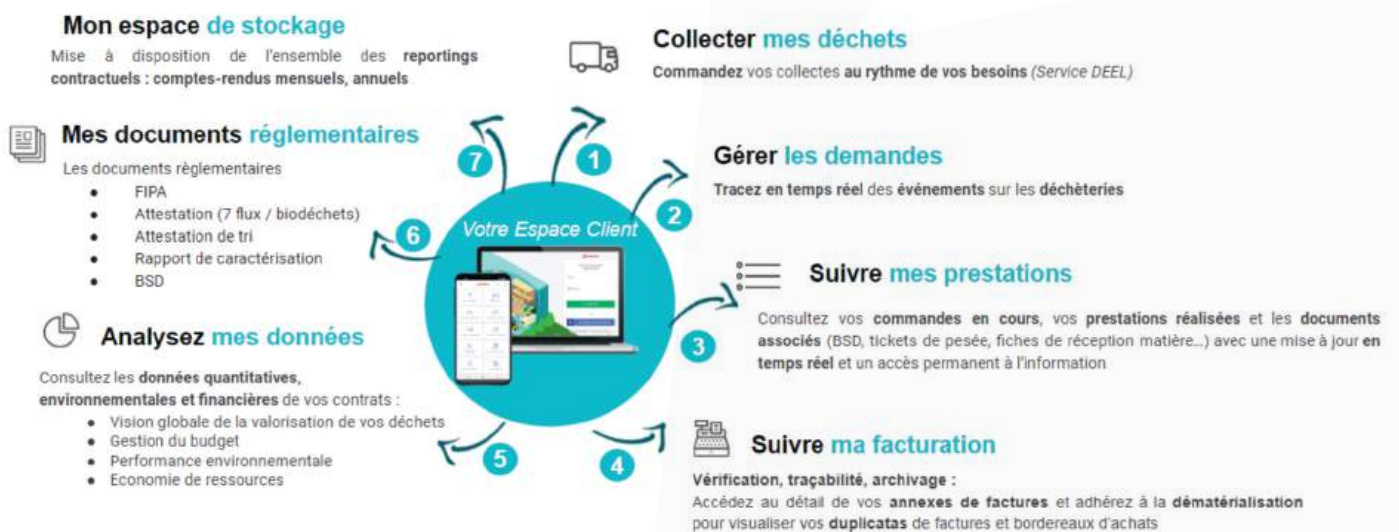 Mon espace de stockage
Mise à disposition de l'ensemble des reportings
contractuels : comptes-rendus mensuels, annuels
Collecter mes déchets
Commandez vos collectes au rythme de vos besoins (Service DEEL)
Mes documents réglementaires
Les documents règlementaires
● FIPA
● Attestation (7 flux / biodéchets)
● Attestation de tri
● Rapport de caractérisation
● BSD
7
1
Gérer les demandes
Tracez en temps réel des événements sur les déchèteries
2
6
Votre Espace Client
Suivre mes prestations
Consultez vos commandes en cours, vos prestations réalisées et les documents
associés (BSD, tickets de pesée, fiches de réception matière...) avec une mise à jour en
temps réel et un accès permanent à l'information
3
Analysez mes données
Consultez les données quantitatives,
environnementales et financières de vos contrats :
● Vision globale de la valorisation de vos déchets
● Gestion du budget
● Performance environnementale
● Economie de ressources
5
4
Suivre ma facturation
Vérification, traçabilité, archivage :
Accédez au détail de vos annexes de factures et adhérez à la dématérialisation
pour visualiser vos duplicatas de factures et bordereaux d'achats